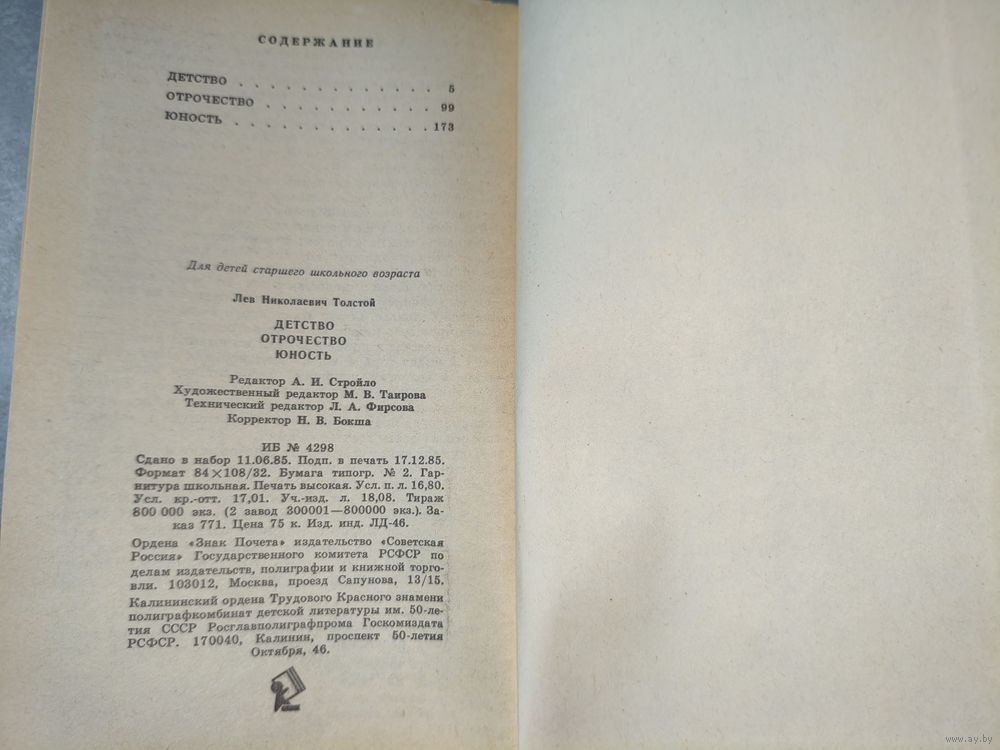 СОДЕРЖАНИЕ
ДЕТСТВО . . . . . . . . . . . . . 5
ОТРОЧЕСТВО . . . . . . . . . . . 99
ЮНОСТЬ . . . . . . . . . . . . . 173
Для детей старшего школьного возраста
Лев Николаевич Толстой
ДЕТСТВО
ОТРОЧЕСТВО
ЮНОСТЬ
Редактор А. И. Стройло
Художественный редактор М. В. Таирова
Технический редактор Л. А. Фирсова
Корректор Н. В. Бокша
ИБ № 4298
Сдано в набор 11.06.85. Подп. в печать 17.12.85.
Формат 84×108/32. Бумага типогр. № 2. Гар-
нитура школьная. Печать высокая. Усл. п. л. 16,80.
Усл. кр.-отт. 17,01. Уч.-изд. л. 18,08. Тираж
800 000 экз. (2 завод 300001—800000 экз.). За-
каз 771. Цена 75 к. Изд. инд. ЛД-46.
Ордена «Знак Почета» издательство «Советская
Россия» Государственного комитета РСФСР по
делам издательств, полиграфии и книжной торгов-
ли. 103012, Москва, проезд Сапунова, 13/15.
Калининский ордена Трудового Красного знамени
полиграфкомбинат детской литературы им. 50-ле-
тия СССР Росглавполиграфпрома Госкомиздата
РСФСР. 170040, Калинин, проспект 50-летия
Октября, 46.
www.ay.by